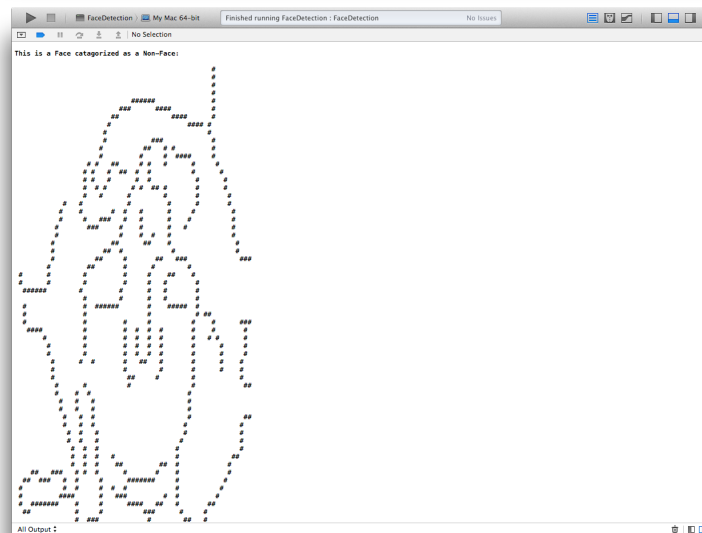 FaceDetection
My Mac 64-bit
Finished running FaceDetection : FaceDetection
No Issues
No Selection
This is a Face catagorized as a Non-Face:
All Output